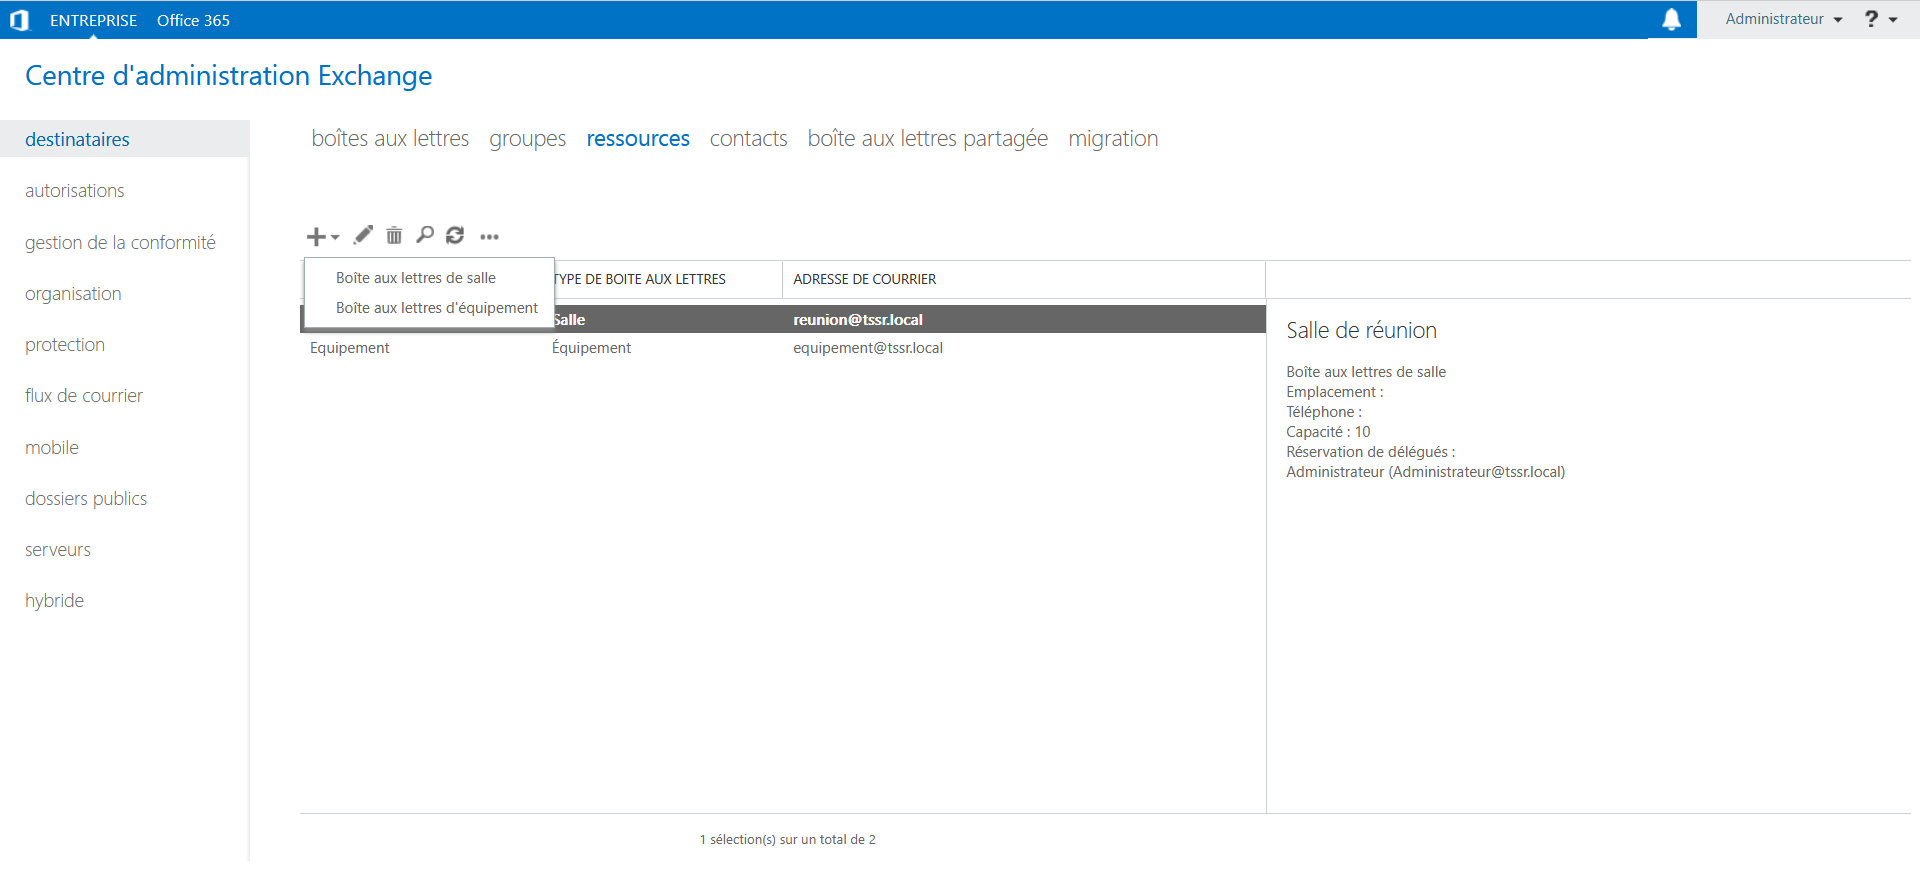 ENTREPRISE Office 365
Administrateur ?
Centre d'administration Exchange
destinataires
autorisations
gestion de la conformité
organisation
protection
flux de courrier
mobile
dossiers publics
serveurs
hybride
boîtes aux lettres groupes ressources contacts boîte aux lettres partagée migration
Boîte aux lettres de salle
Boîte aux lettres d'équipement
TYPE DE BOITE AUX LETTRES ADRESSE DE COURRIER
Salle reunion@tssr.local
Equipement Équipement equipement@tssr.local
Salle de réunion
Boîte aux lettres de salle
Emplacement :
Téléphone :
Capacité : 10
Réservation de délégués :
Administrateur (Administrateur@tssr.local)
1 sélection(s) sur un total de 2